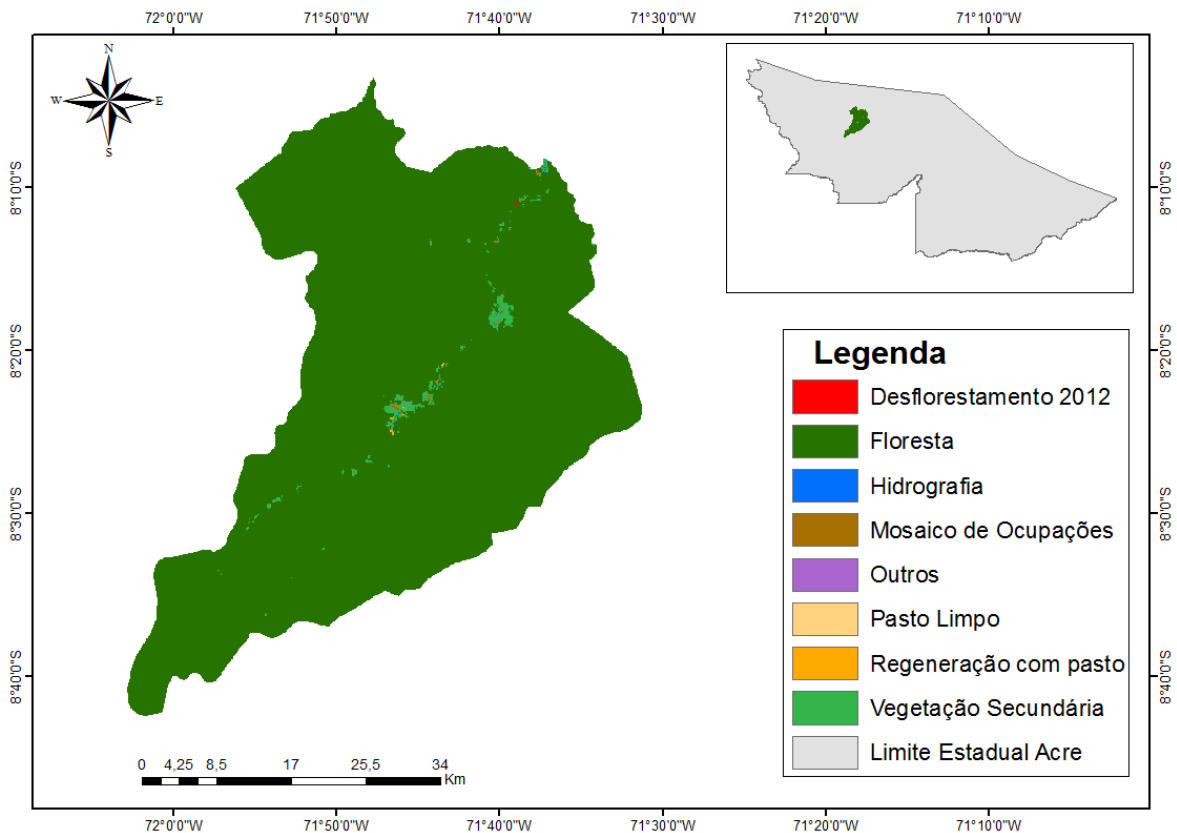 72°0'0"W 71°50'0"W 71°40'0"W 71°30'0"W 71°20'0"W 71°10'0"W
N
W E
S
8°10'0"S 8°10'0"S
8°20'0"S 8°20'0"S
Legenda
Desflorestamento 2012
Floresta
Hidrografia
Mosaico de Ocupações
Outros
Pasto Limpo
Regeneração com pasto
Vegetação Secundária
Limite Estadual Acre
8°30'0"S 8°30'0"S
8°40'0"S 8°40'0"S
0 4,25 8,5 17 25,5 34
Km
72°0'0"W 71°50'0"W 71°40'0"W 71°30'0"W 71°20'0"W 71°10'0"W